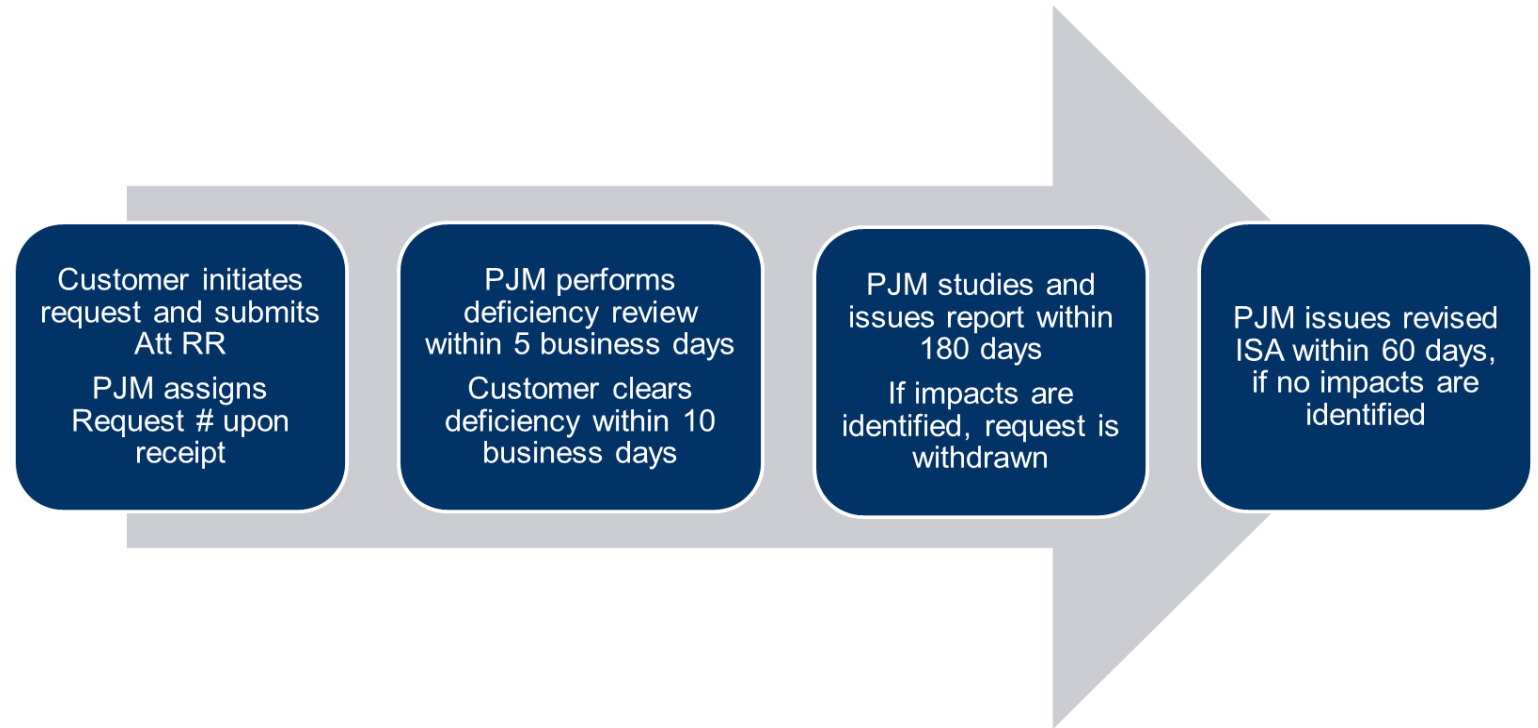 Customer initiates
request and submits
Att RR
PJM assigns
Request # upon
receipt
PJM performs
deficiency review
within 5 business days
Customer clears
deficiency within 10
business days
PJM studies and
issues report within
180 days
If impacts are
identified, request is
withdrawn
PJM issues revised
ISA within 60 days,
if no impacts are
identified